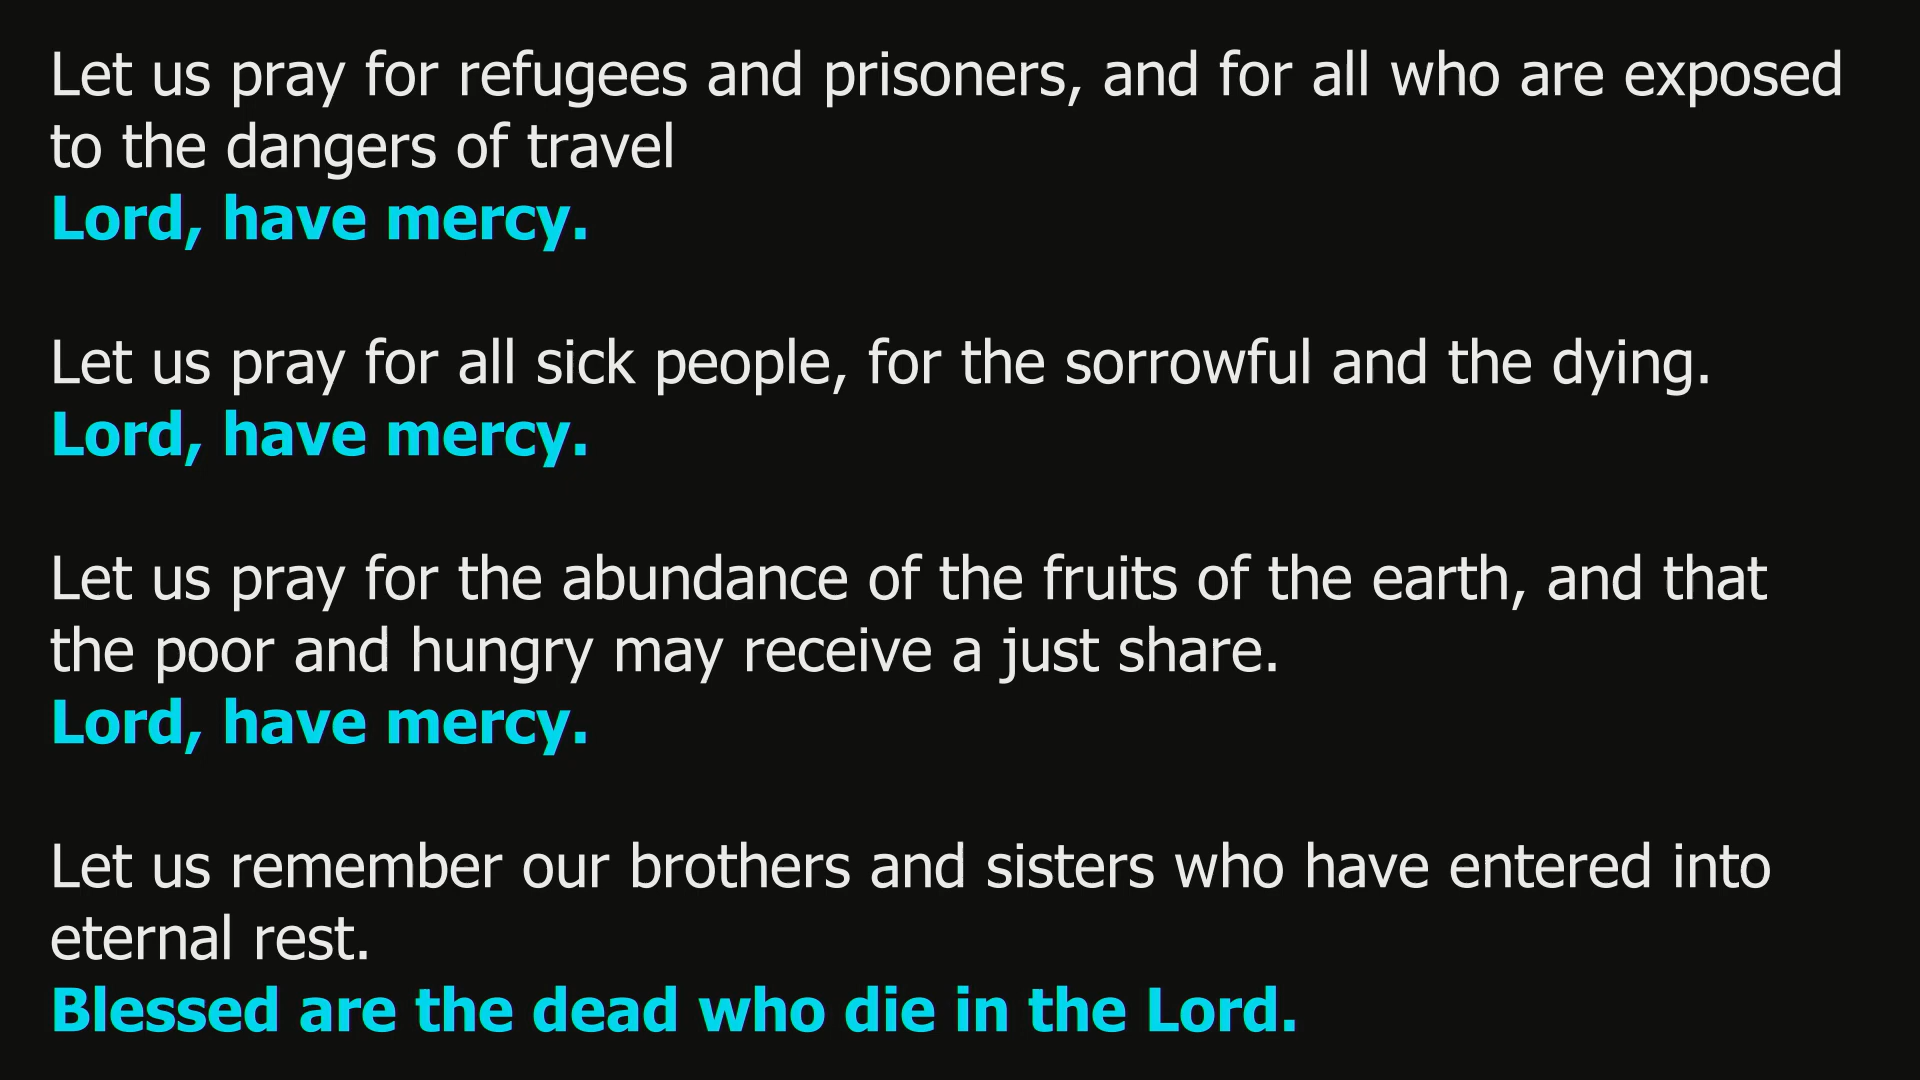 Let us pray for refugees and prisoners, and for all who are exposed
to the dangers of travel
Lord, have mercy.
Let us pray for all sick people, for the sorrowful and the dying.
Lord, have mercy.
Let us pray for the abundance of the fruits of the earth, and that
the poor and hungry may receive a just share.
Lord, have mercy.
Let us remember our brothers and sisters who have entered into
eternal rest.
Blessed are the dead who die in the Lord.